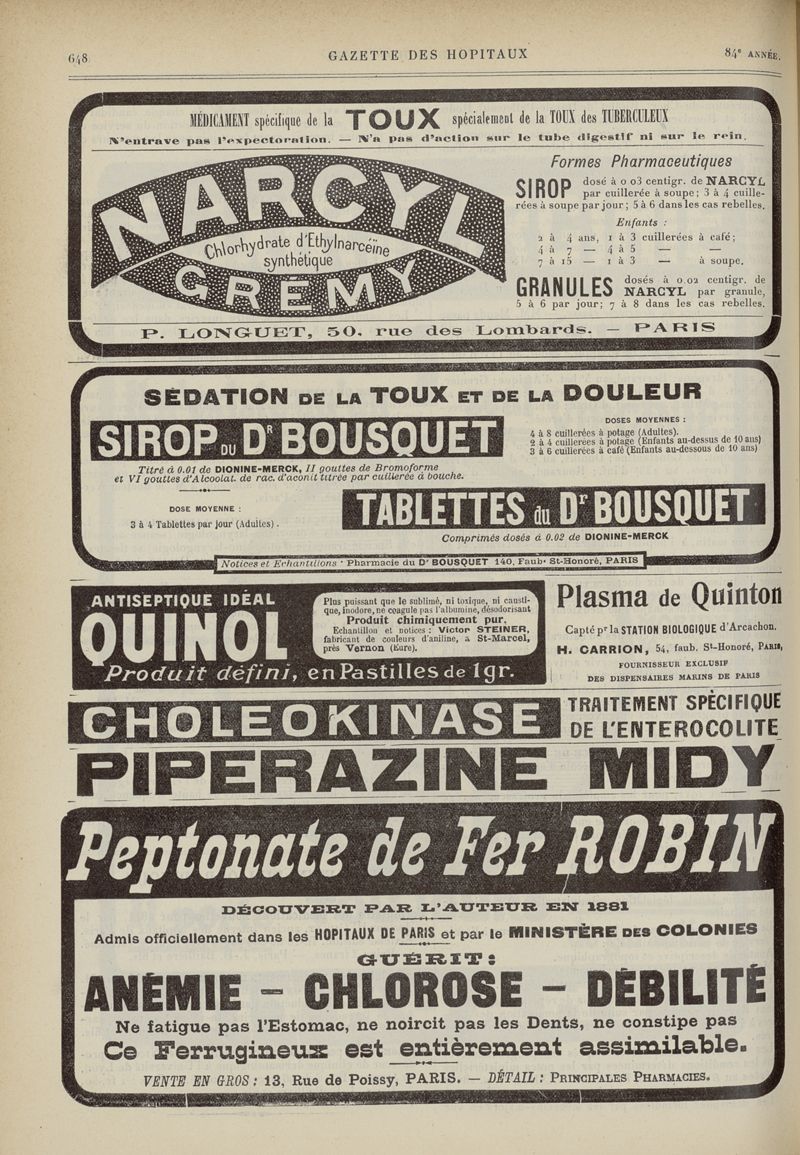 648
GAZETTE DES HOPITAUX
84e ANNÉE.
MÉDICAMENT spécifique de la TOUX spécialement de la TOUX des TUBERCULEUX
N'entrave pas l'expectoration. — N'a pas d'action sur le tube digestif ni sur le rein.
NARCYL
Chlorhydrate d'Ethylnarcéine
synthétique
GREMY
Formes Pharmaceutiques
SIROP dosé à 0 03 centigr. de NARCYL
par cuillerée à soupe; 3 à 4 cuille-
rées à soupe par jour; 5 à 6 dans les cas rebelles.
Enfants :
2 à 4 ans, 1 à 3 cuillerées à café;
4 à 7 — 4 à 5 — —
7 à 15 — 1 à 3 — à soupe.
GRANULES dosés à 0.02 centigr. de
NARCYL par granule,
5 à 6 par jour; 7 à 8 dans les cas rebelles.
P. LONGUET, 50, rue des Lombards. — PARIS
SÉDATION DE LA TOUX ET DE LA DOULEUR
SIROP DU Dr BOUSQUET
DOSES MOYENNES :
4 à 8 cuillerées à potage (Adultes).
2 à 4 cuillerées à potage (Enfants au-dessus de 10 ans)
3 à 6 cuillerées à café (Enfants au-dessous de 10 ans)
Titré à 0.01 de DIONINE-MERCK, II gouttes de Bromoforme
et VI gouttes d'Alcoolat. de rac. d'aconit titrée par cuillerée à bouche.
DOSE MOYENNE :
3 à 4 Tablettes par jour (Adultes).
TABLETTES du Dr BOUSQUET
Comprimés dosés à 0.02 de DIONINE-MERCK
Notices et Echantillons : Pharmacie du Dr BOUSQUET 140, Faubg St-Honoré, PARIS
ANTISEPTIQUE IDÉAL
QUINOL
Plus puissant que le sublimé, ni toxique, ni causti-
que, inodore, ne coagule pas l'albumine, désodorisant
Produit chimiquement pur.
Echantillon et notices : Victor STEINER,
fabricant de couleurs d'aniline, à St-Marcel,
près Vernon (Eure).
Produit défini, en Pastilles de 1gr.
Plasma de Quinton
Capté pr la STATION BIOLOGIQUE d'Arcachon.
H. CARRION, 54, faub. St-Honoré, PARIS,
FOURNISSEUR EXCLUSIF
DES DISPENSAIRES MARINS DE PARIS
CHOLEOKINASE
TRAITEMENT SPÉCIFIQUE
DE L'ENTEROCOLITE
PIPERAZINE MIDY
Peptonate de Fer ROBIN
DÉCOUVERT PAR L'AUTEUR EN 1881
Admis officiellement dans les HOPITAUX DE PARIS et par le MINISTÈRE DES COLONIES
GUÉRIT :
ANÉMIE - CHLOROSE - DÉBILITÉ
Ne fatigue pas l'Estomac, ne noircit pas les Dents, ne constipe pas
Ce Ferrugineux est entièrement assimilable.
VENTE EN GROS : 13, Rue de Poissy, PARIS. — DÉTAIL : PRINCIPALES PHARMACIES.